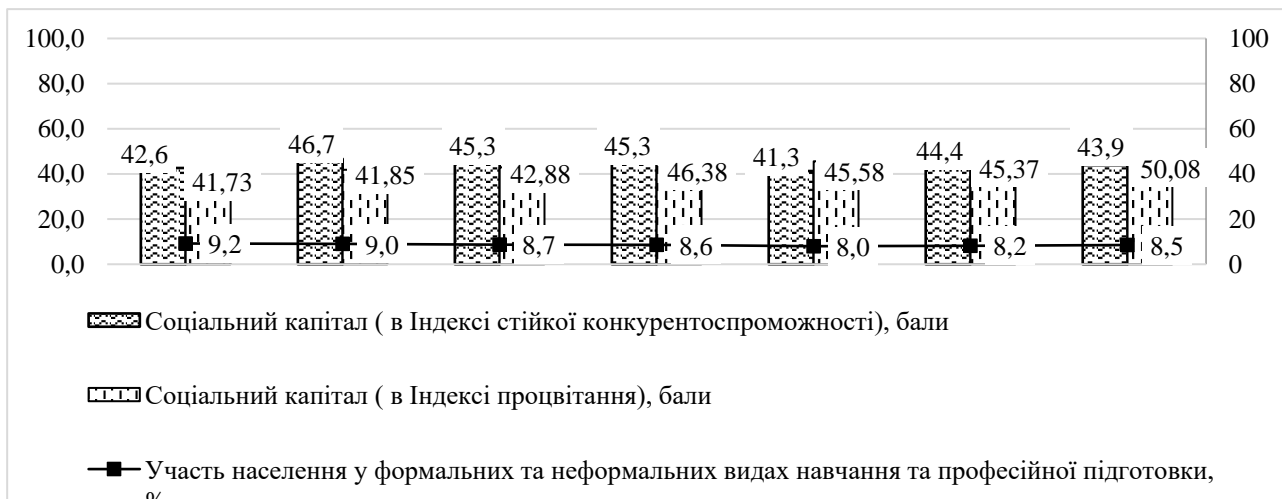 100,0 100
80,0 80
60,0 60
40,0 40
20,0 20
0,0 0
42,6 46,7 45,3 45,3 41,3 44,4 43,9
41,73 41,85 42,88 46,38 45,58 45,37 50,08
9,2 9,0 8,7 8,6 8,0 8,2 8,5
Соціальний капітал ( в Індексі стійкої конкурентоспроможності), бали
Соціальний капітал ( в Індексі процвітання), бали
Участь населення у формальних та неформальних видах навчання та професійної підготовки,
%